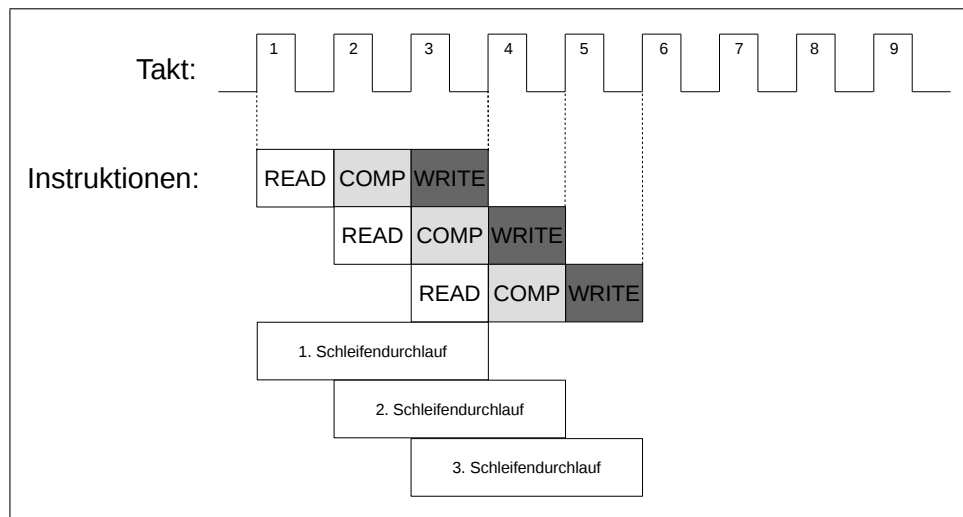 1 2 3 4 5 6 7 8 9
Takt:
Instruktionen:
READ COMP WRITE
READ COMP WRITE
READ COMP WRITE
1. Schleifendurchlauf
2. Schleifendurchlauf
3. Schleifendurchlauf